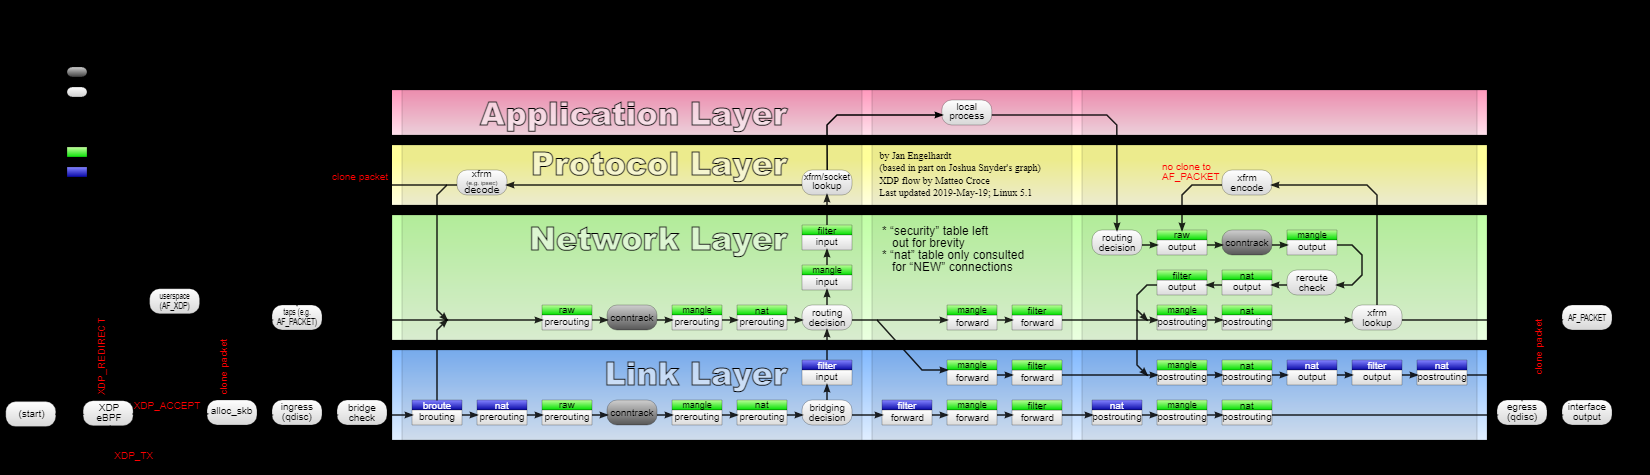 Application Layer
local
process
Protocol Layer
by Jan Engelhardt
(based in part on Joshua Snyder's graph)
XDP flow by Matteo Croce
Last updated 2019-May-19; Linux 5.1
clone packet
xfrm
(e.g. ipsec)
decode
xfrm/socket
lookup
no clone to
AF_PACKET
xfrm
encode
Network Layer
filter
input
mangle
input
* “security” table left
out for brevity
* “nat” table only consulted
for “NEW” connections
routing
decision
raw
output
conntrack
mangle
output
filter
output
nat
output
reroute
check
userspace
(AF_XDP)
taps (e.g.
AF_PACKET)
raw
prerouting
conntrack
mangle
prerouting
nat
prerouting
routing
decision
mangle
forward
filter
forward
mangle
postrouting
nat
postrouting
xfrm
lookup
AF_PACKET
XDP_REDIRECT
clone packet
clone packet
Link Layer
filter
input
mangle
forward
filter
forward
mangle
postrouting
nat
postrouting
nat
output
filter
output
nat
postrouting
(start)
XDP
eBPF
XDP_ACCEPT
alloc_skb
ingress
(qdisc)
bridge
check
broute
brouting
nat
prerouting
raw
prerouting
conntrack
mangle
prerouting
nat
prerouting
bridging
decision
filter
forward
mangle
forward
filter
forward
nat
postrouting
mangle
postrouting
nat
postrouting
egress
(qdisc)
interface
output
XDP_TX